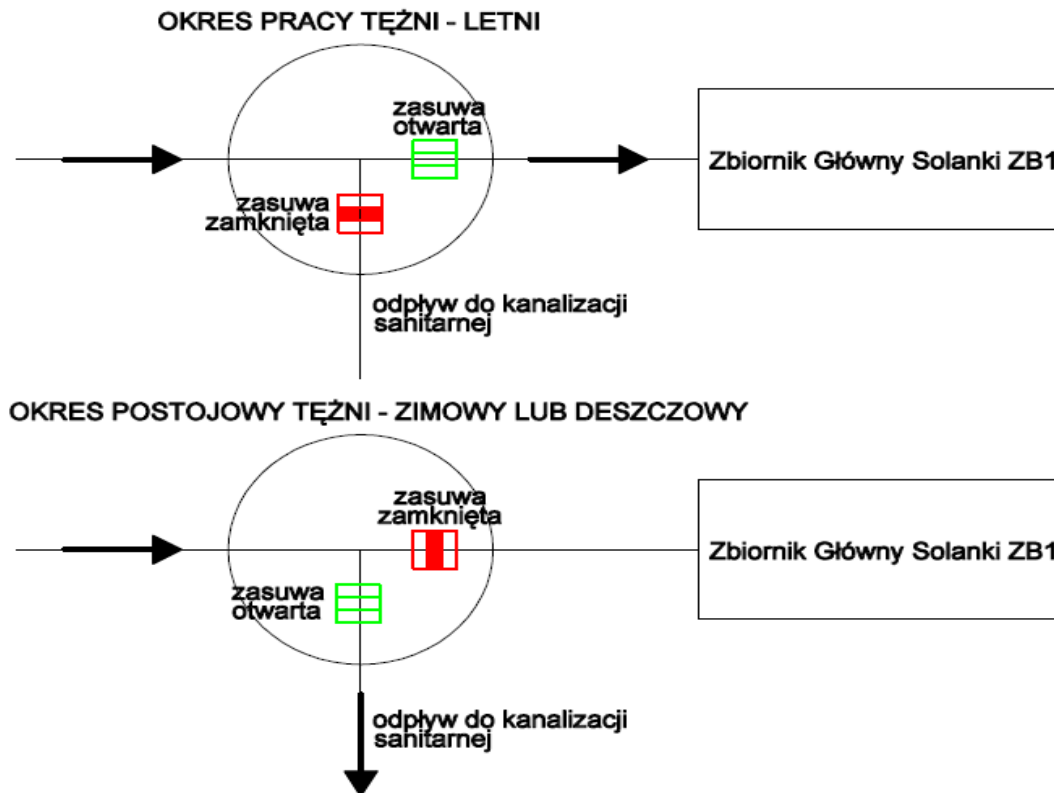 OKRES PRACY TĘŻNI - LETNI
zasuwa
otwarta
Zbiornik Główny Solanki ZB1
zasuwa
zamknięta
odpływ do kanalizacji
sanitarnej
OKRES POSTOJOWY TĘŻNI - ZIMOWY LUB DESZCZOWY
zasuwa
zamknięta
Zbiornik Główny Solanki ZB1
zasuwa
otwarta
odpływ do kanalizacji
sanitarnej